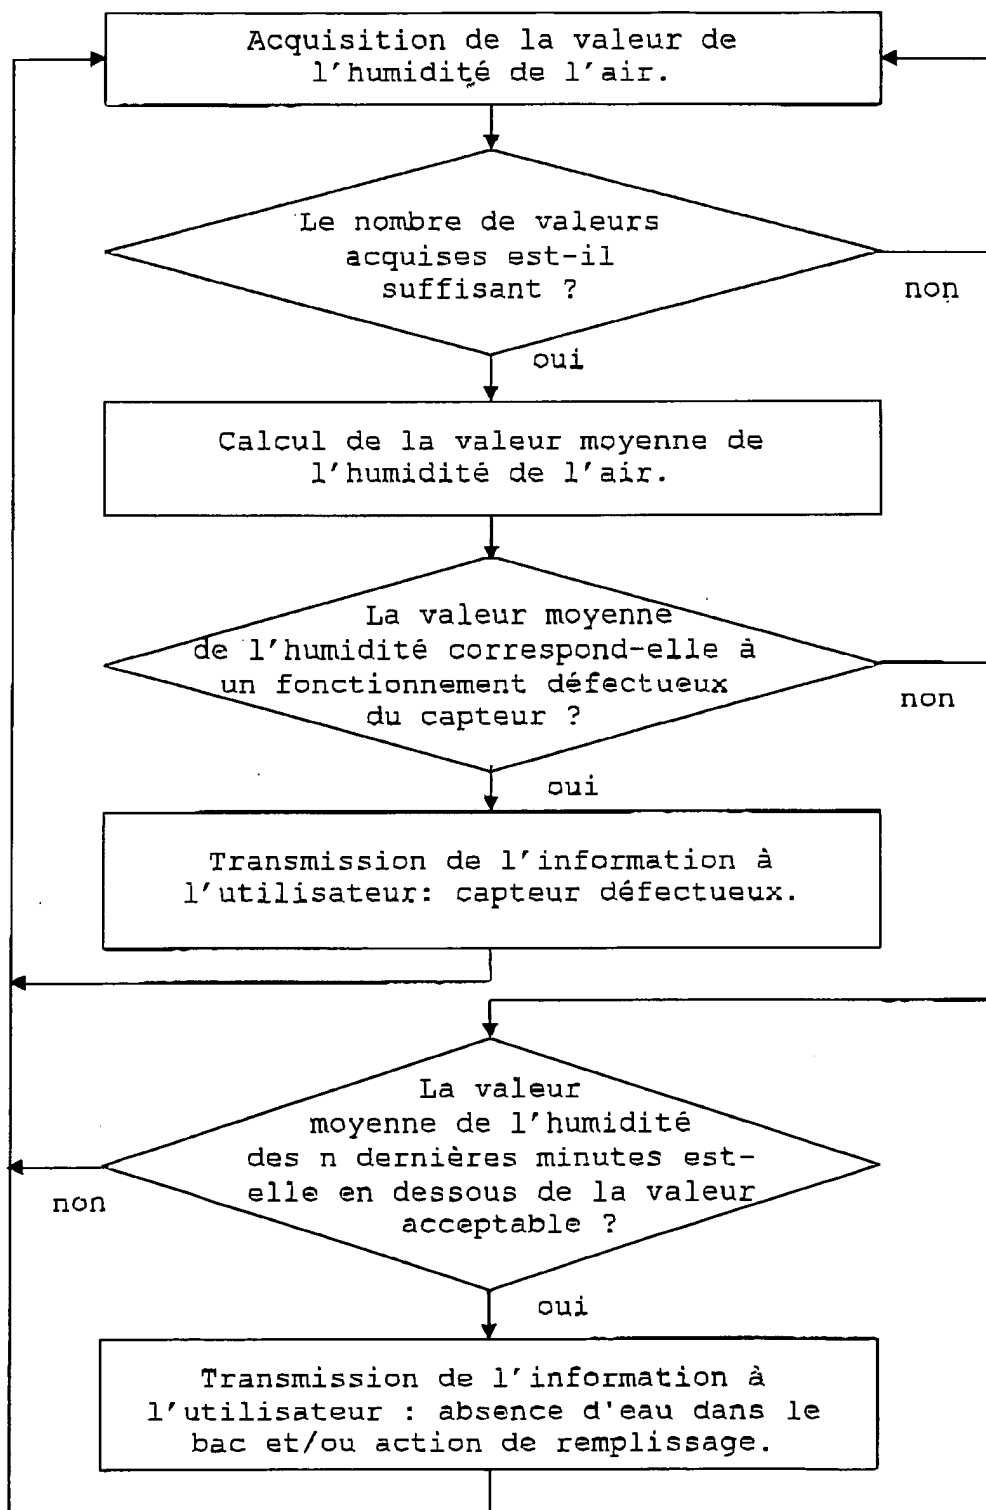 Acquisition de la valeur de
l'humidité de l'air.
Le nombre de valeurs
acquises est-il
suffisant ?
non
oui
Calcul de la valeur moyenne de
l'humidité de l'air.
La valeur moyenne
de l'humidité correspond-elle à
un fonctionnement défectueux
du capteur ?
non
oui
Transmission de l'information à
l'utilisateur: capteur défectueux.
La valeur
moyenne de l'humidité
des n dernières minutes est-
elle en dessous de la valeur
acceptable ?
non
oui
Transmission de l'information à
l'utilisateur : absence d'eau dans le
bac et/ou action de remplissage.